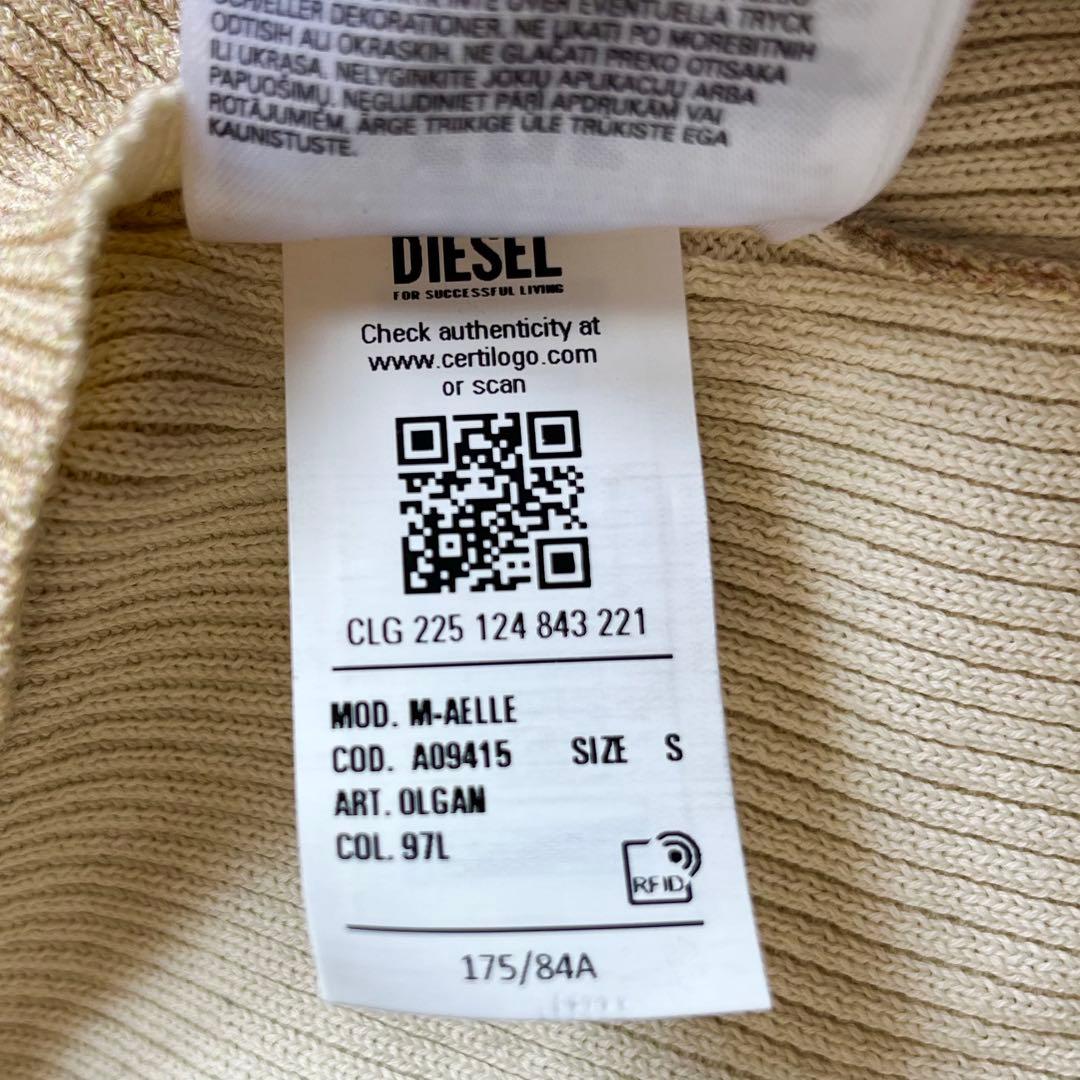 SCHELLER DEKORATIONER. NE LIKATI PO MOREBITNIH
ODTISIH ALI OKRASKIH. NE GLAČATI PREKO OTISAKA
ILI UKRASA. NELYGINKITE JOKIŲ APLIKACIJŲ ARBA
PAPUOŠIMŲ. NEGLUDINIET PĀRI APDRUKĀM VAI
ROTĀJUMIEM. ÄRGE TRIIKIGE ÜLE TRÜKISTE EGA
KAUNISTUSTE.
DIESEL
FOR SUCCESSFUL LIVING
Check authenticity at
www.certilogo.com
or scan
CLG 225 124 843 221
MOD. M-AELLE
COD. A09415 SIZE S
ART. OLGAN
COL. 97L
RFID
175/84A